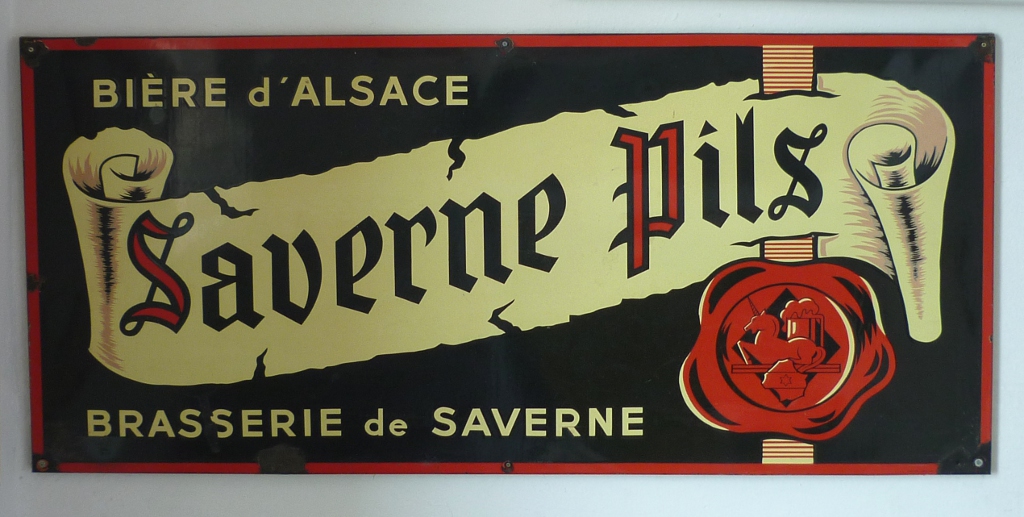 BIÈRE d'ALSACE
Saverne Pils
BRASSERIE de SAVERNE